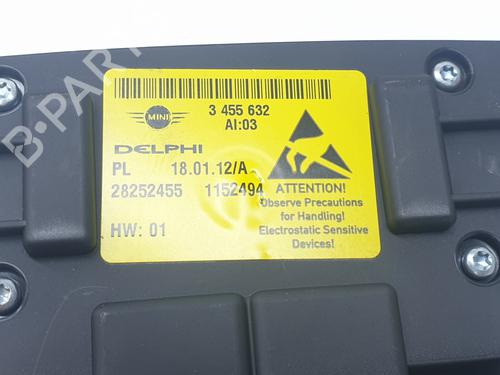 MINI
3 455 632
AI:03
DELPHI
PL 18.01.12/A
28252455 1152494
HW: 01
ATTENTION!
Observe Precautions
for Handling!
Electrostatic Sensitive
Devices!
B-PARTS